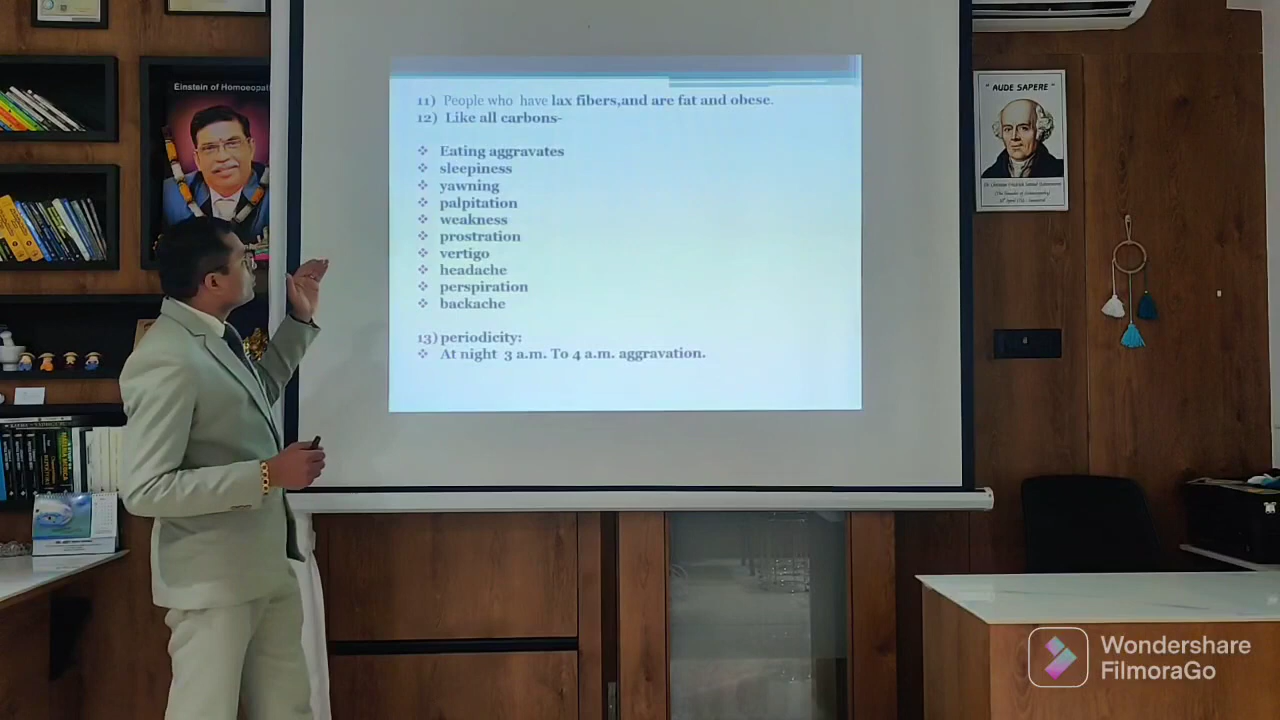 Einstein of Homoeopat
" AUDE SAPERE "
11) People who have lax fibers,and are fat and obese.
12) Like all carbons-
❖ Eating aggravates
❖ sleepiness
❖ yawning
❖ palpitation
❖ weakness
❖ prostration
❖ vertigo
❖ headache
❖ perspiration
❖ backache
13) periodicity:
❖ At night 3 a.m. To 4 a.m. aggravation.
Wondershare
FilmoraGo